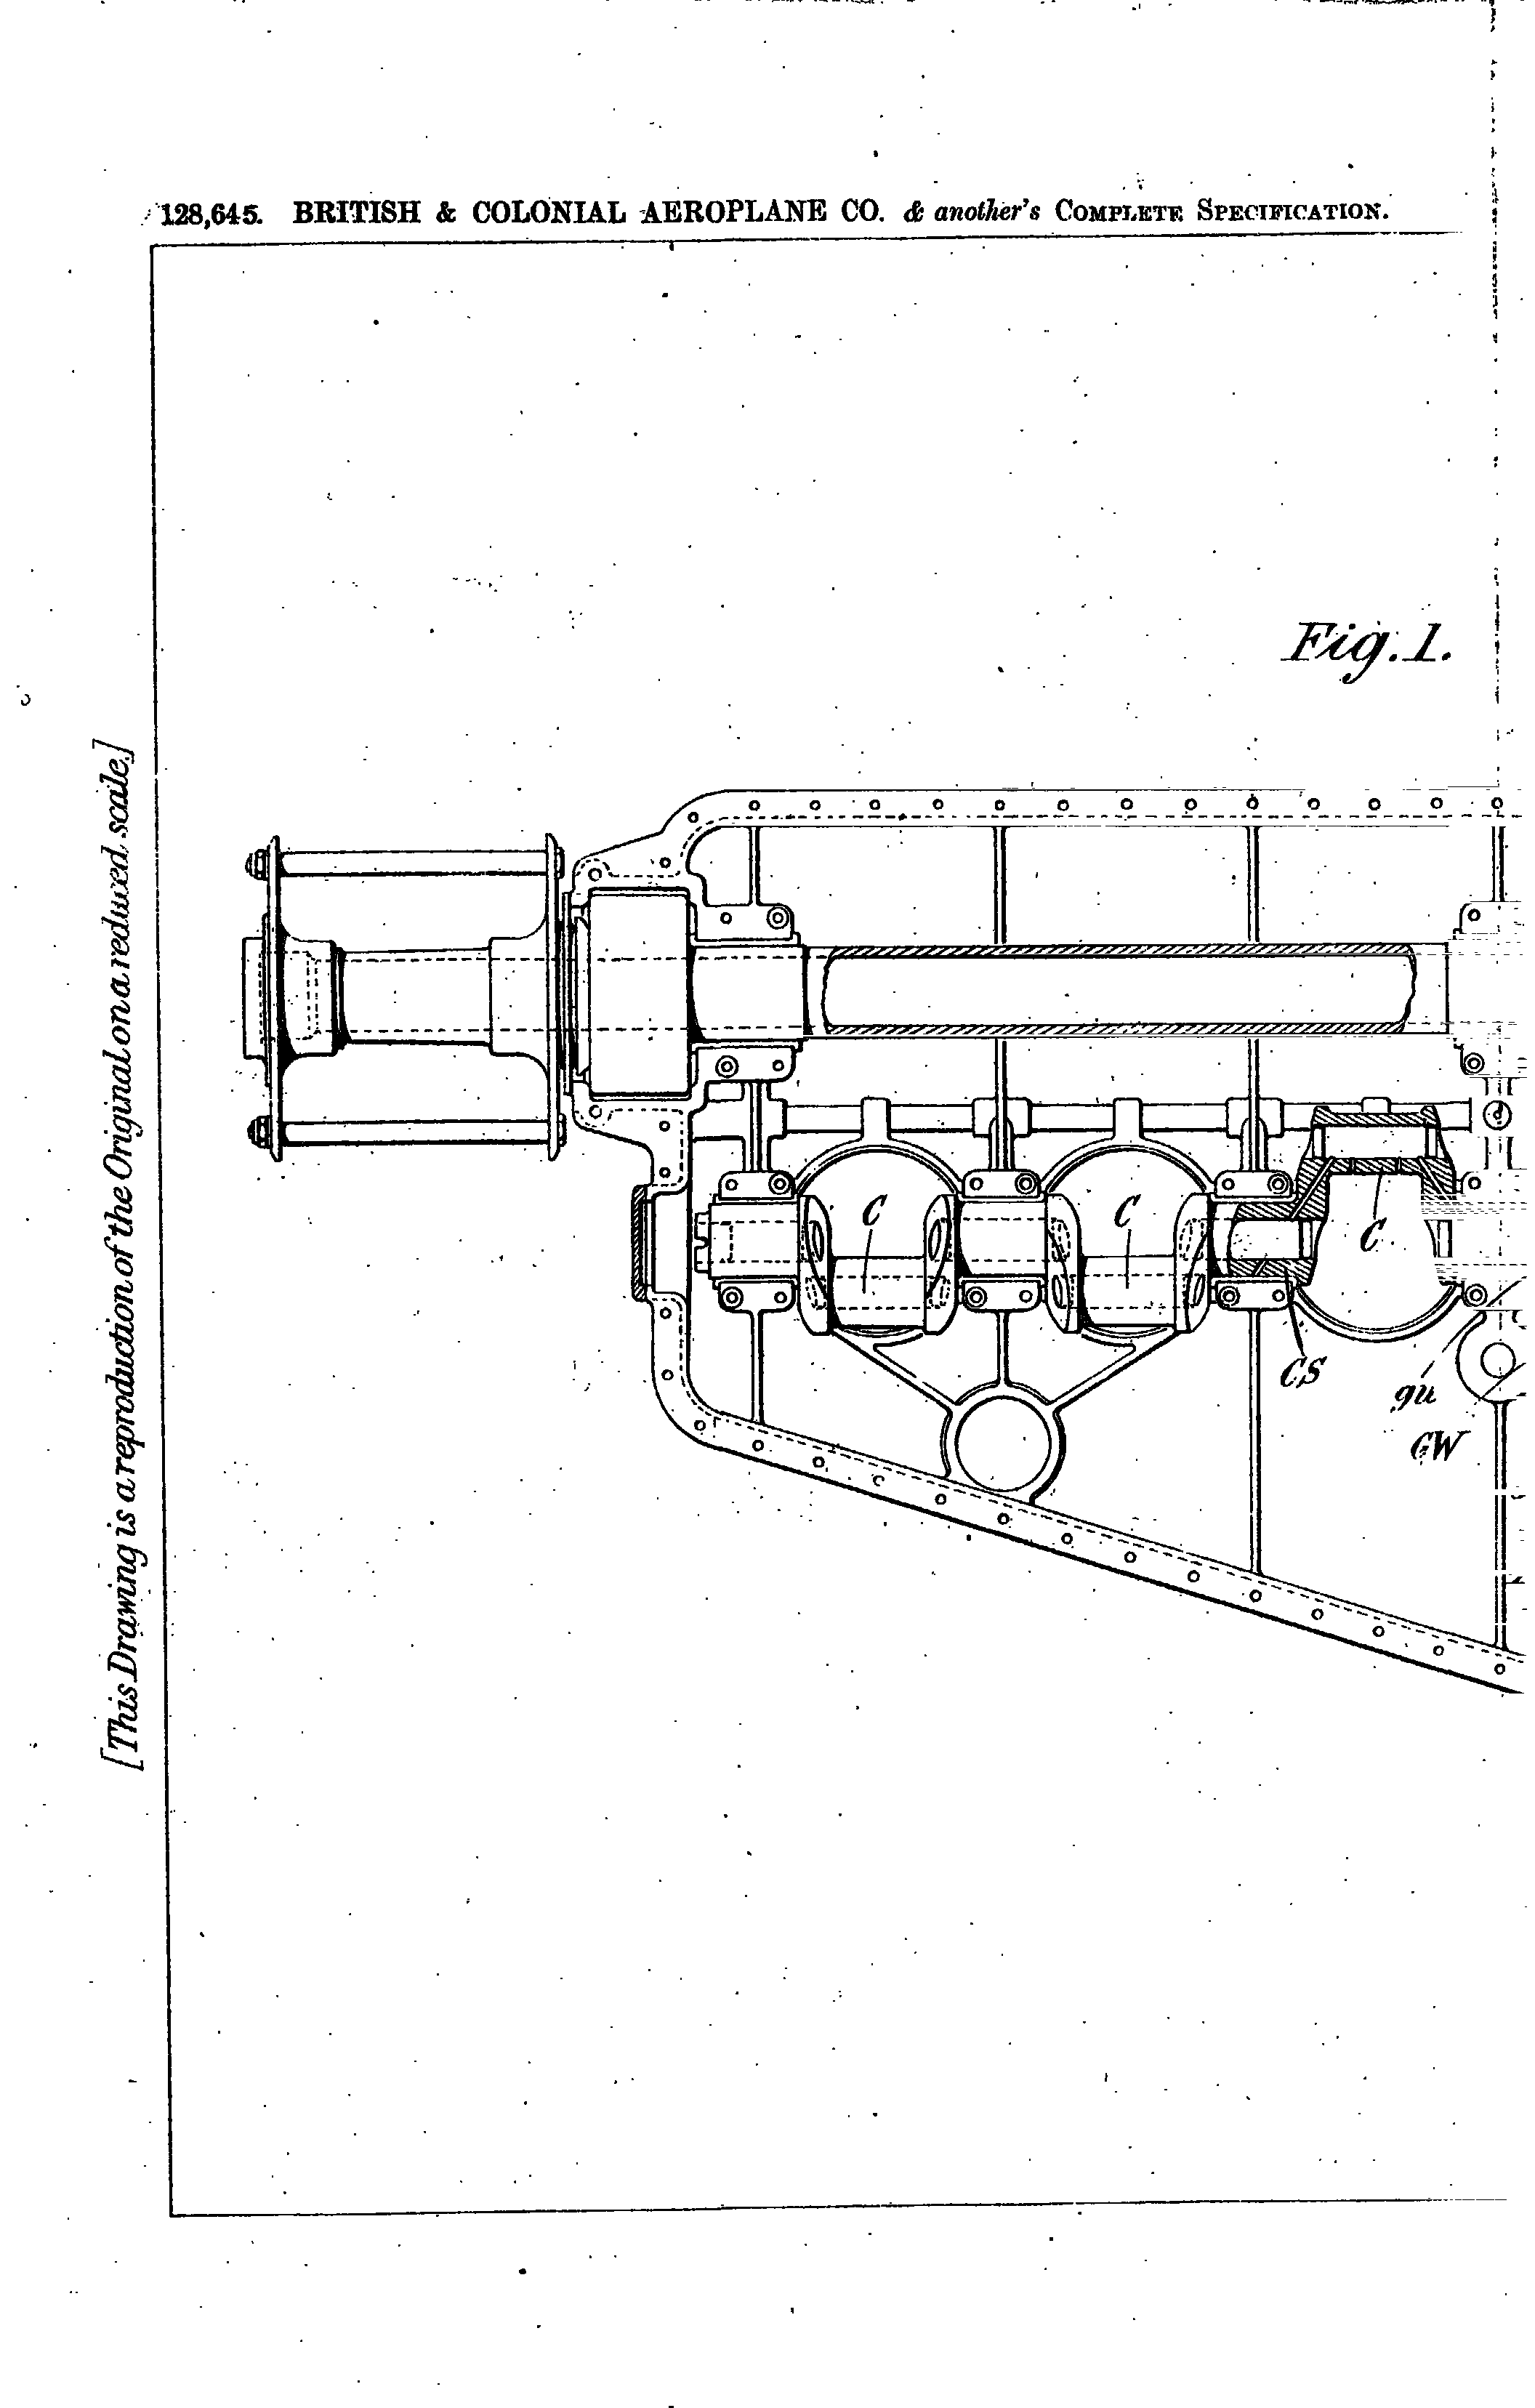 128,645. BRITISH & COLONIAL AEROPLANE CO. & another's COMPLETE SPECIFICATION.
Fig. 1.
[This Drawing is a reproduction of the Original on a reduced scale.]
C
C
C
CS
gu
GW